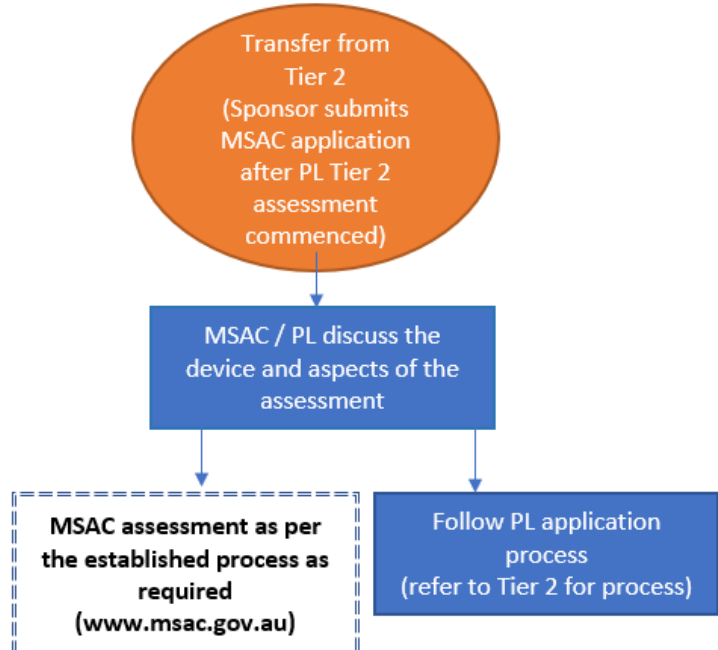 Transfer from
Tier 2
(Sponsor submits
MSAC application
after PL Tier 2
assessment
commenced)
MSAC / PL discuss the
device and aspects of the
assessment
MSAC assessment as per
the established process as
required
(www.msac.gov.au)
Follow PL application
process
(refer to Tier 2 for process)